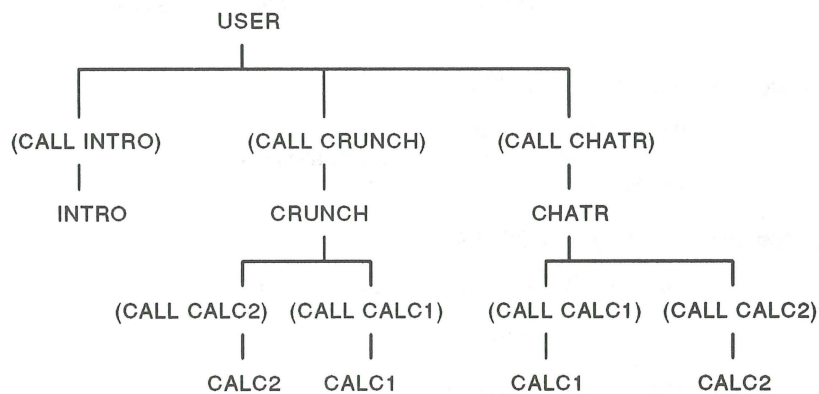 USER
(CALL INTRO) (CALL CRUNCH) (CALL CHATR)
INTRO CRUNCH CHATR
(CALL CALC2) (CALL CALC1) (CALL CALC1) (CALL CALC2)
CALC2 CALC1 CALC1 CALC2